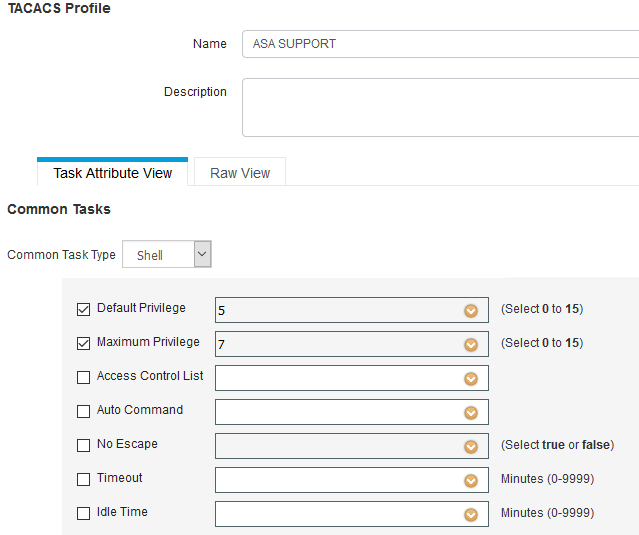 TACACS Profile
Name ASA SUPPORT
Description
Task Attribute View Raw View
Common Tasks
Common Task Type Shell
Default Privilege 5 (Select 0 to 15)
Maximum Privilege 7 (Select 0 to 15)
Access Control List
Auto Command
No Escape (Select true or false)
Timeout Minutes (0-9999)
Idle Time Minutes (0-9999)